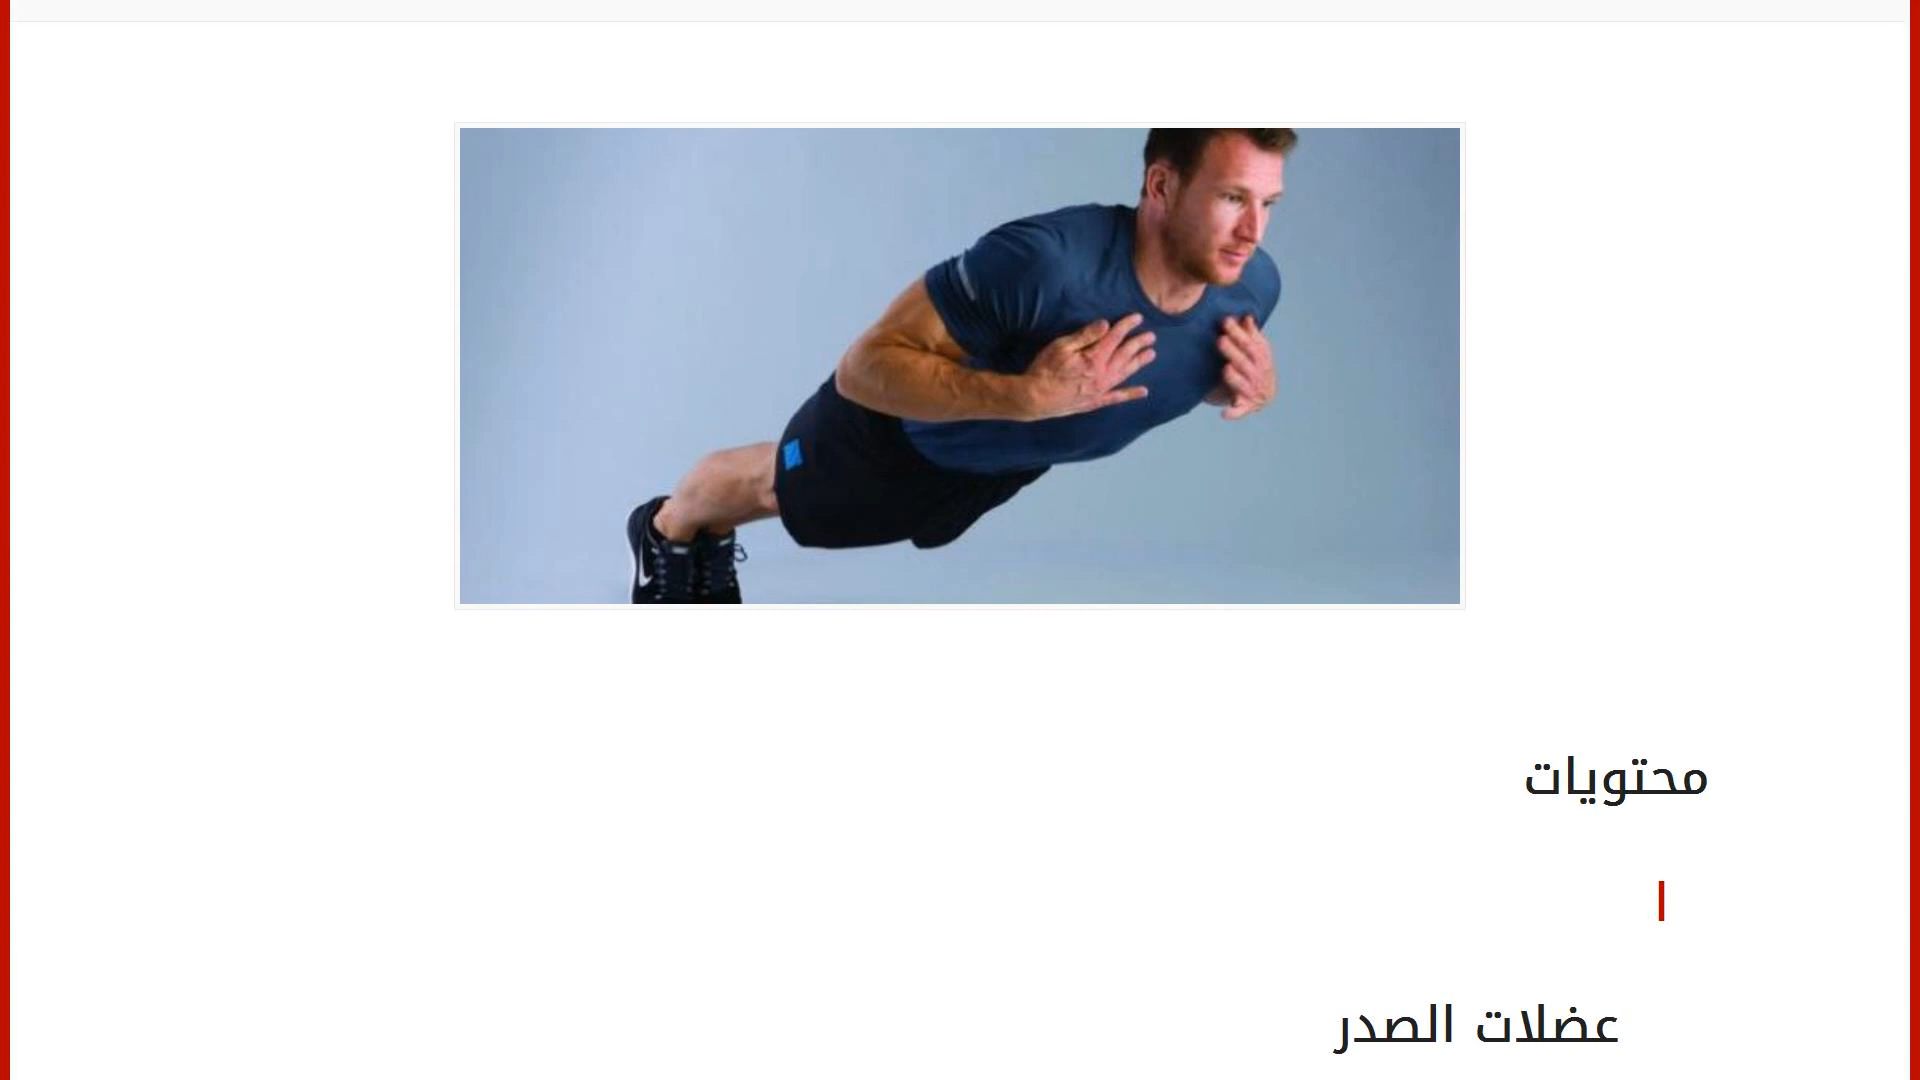 محتويات
ا
عضلات الصدر